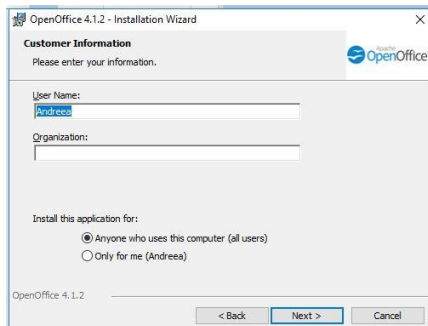 OpenOffice 4.1.2 - Installation Wizard
Customer Information
Please enter your information.
Apache
OpenOffice
User Name:
Andreea
Organization:
Install this application for:
Anyone who uses this computer (all users)
Only for me (Andreea)
OpenOffice 4.1.2
< Back Next > Cancel